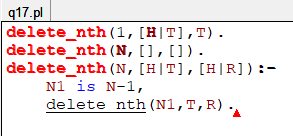 q17.pl
delete_nth(1,[H|T],T).
delete_nth(N,[],[]).
delete_nth(N,[H|T],[H|R]):-
N1 is N-1,
delete_nth(N1,T,R).